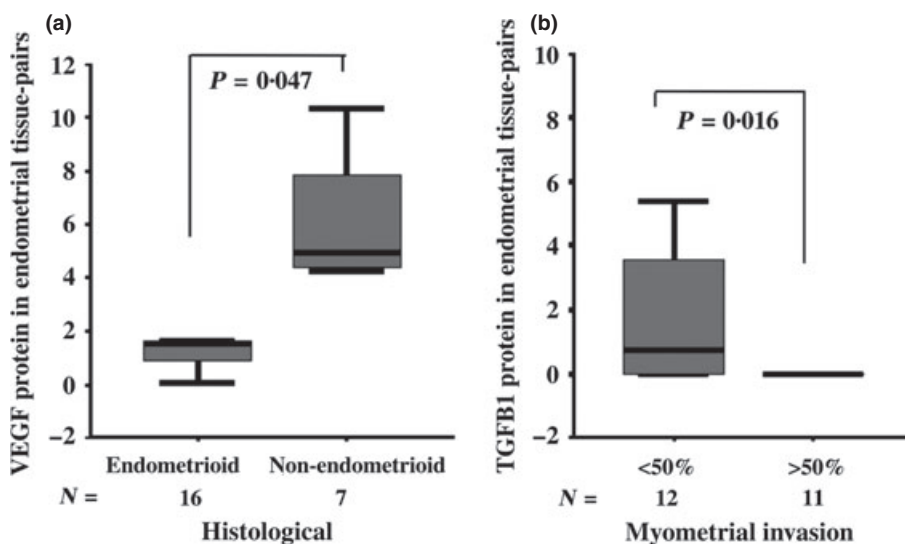 (a)
VEGF protein in endometrial tissue-pairs
12
10
8
6
4
2
0
−2
P = 0·047
Endometrioid Non-endometrioid
N = 16 7
Histological
(b)
TGFB1 protein in endometrial tissue-pairs
10
8
6
4
2
0
−2
P = 0·016
<50% >50%
N = 12 11
Myometrial invasion